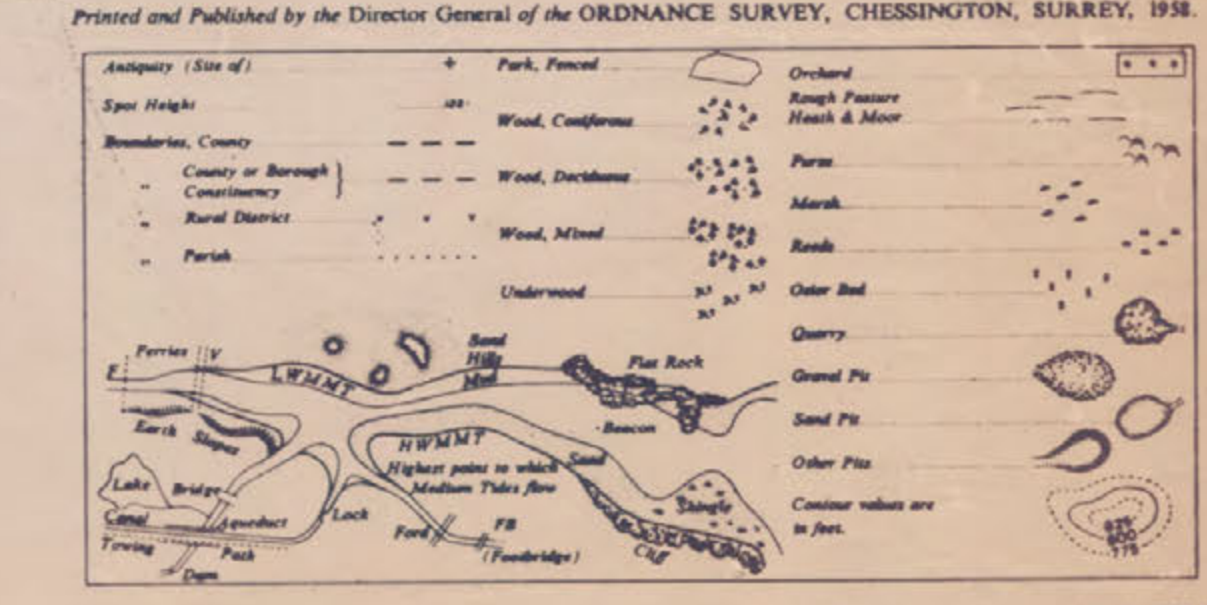 Printed and Published by the Director General of the ORDNANCE SURVEY, CHESSINGTON, SURREY, 1958.
Antiquity (Site of)
Spot Height
Boundaries, County
„ County or Borough
Constituency
„ Rural District
„ Parish
Park, Fenced
Wood, Coniferous
Wood, Deciduous
Wood, Mixed
Underwood
Orchard
Rough Pasture
Heath & Moor
Furze
Marsh
Reeds
Osier Bed
Quarry
Gravel Pit
Sand Pit
Other Pits
Contour values are
in feet.
825
800
775
Ferries
F
V
LWMMT
Sand
Hills
Mud
Flat Rock
Beacon
Earth Slopes
HWMMT
Highest point to which
Medium Tides flow
Sand
Shingle
Cliff
Lake
Bridge
Canal
Aqueduct
Lock
Ford
FB
(Footbridge)
Towing Path
Dam